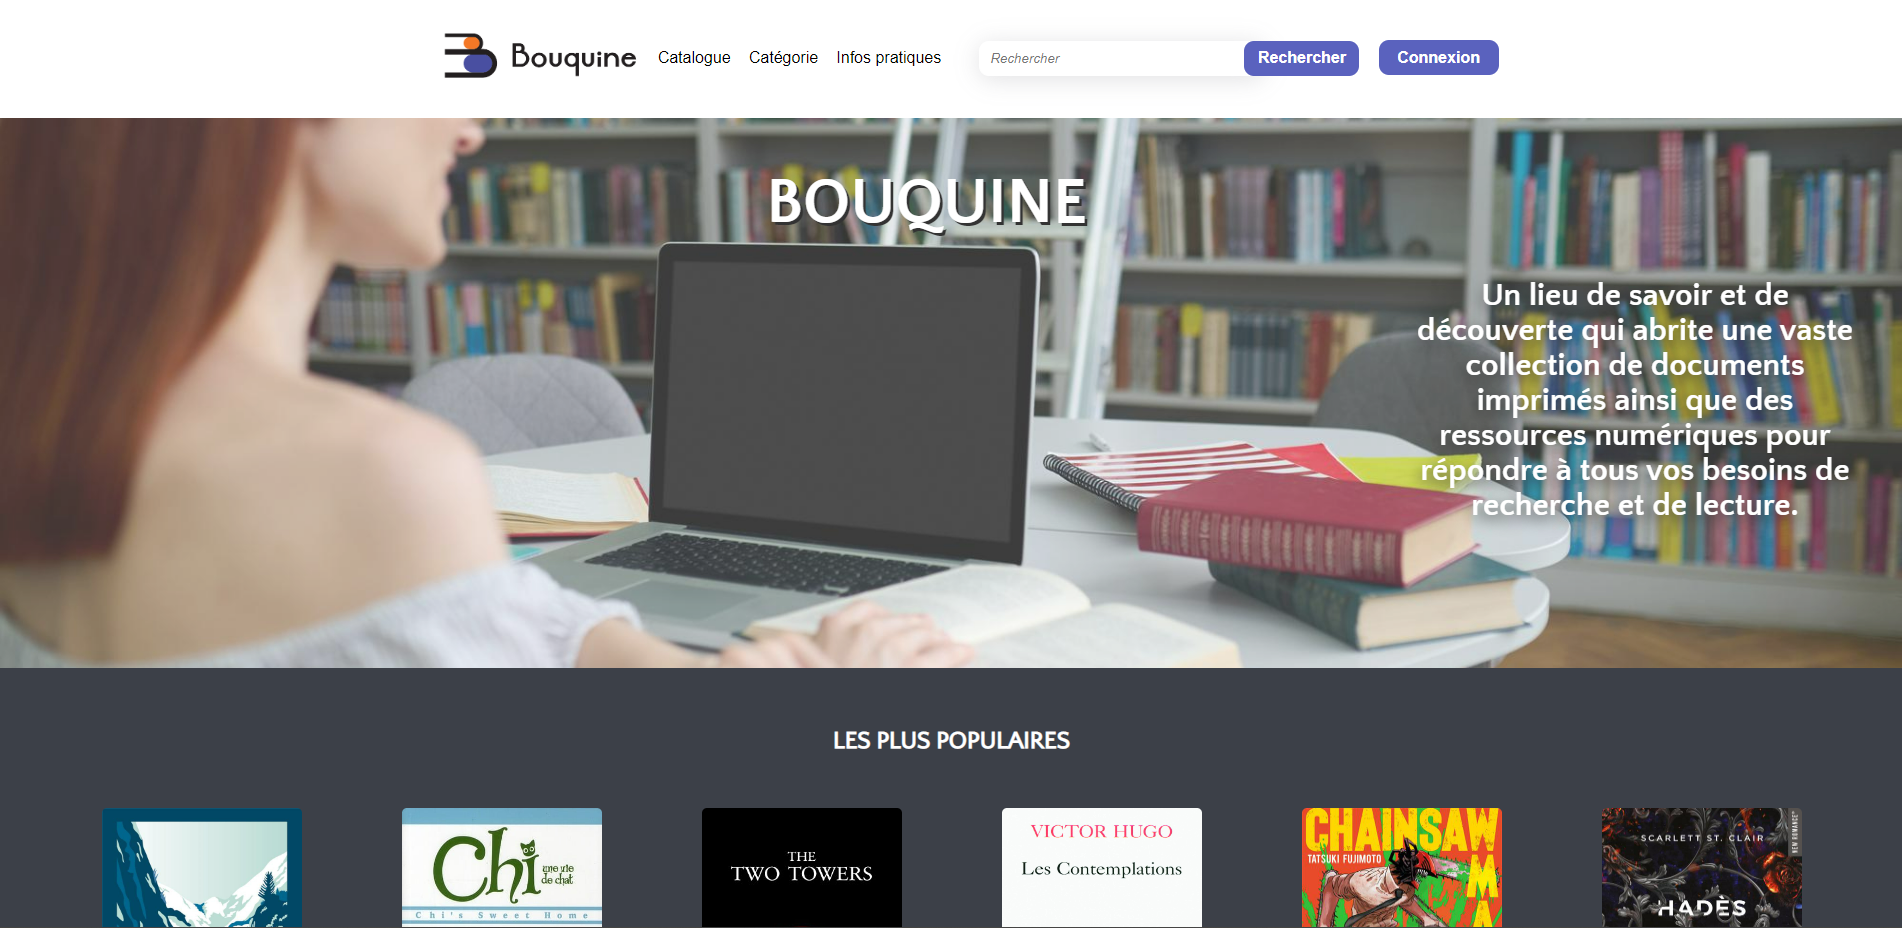 Bouquine
Catalogue
Catégorie
Infos pratiques
Rechercher
Rechercher
Connexion
BOUQUINE
Un lieu de savoir et de
découverte qui abrite une vaste
collection de documents
imprimés ainsi que des
ressources numériques pour
répondre à tous vos besoins de
recherche et de lecture.
LES PLUS POPULAIRES
Chi
une vie
de chat
Chi's Sweet Home
THE
TWO TOWERS
VICTOR HUGO
Les Contemplations
CHAINSAW
TATSUKI FUJIMOTO
MA
SCARLETT ST. CLAIR
NEW ROMANCE
HADÈS